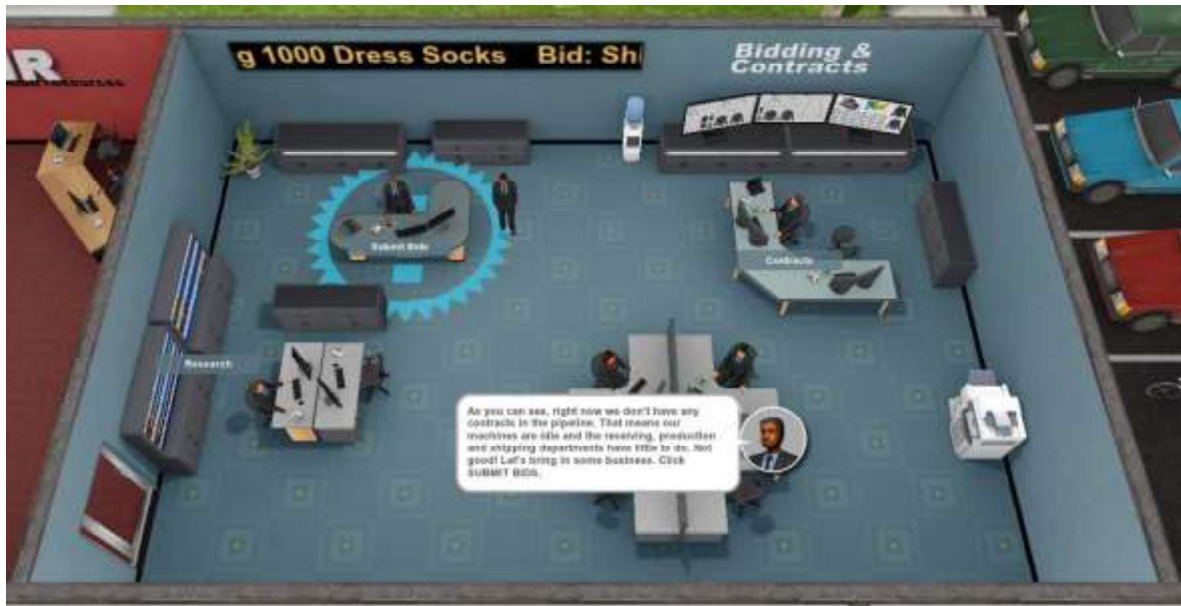 g 1000 Dress Socks Bid: Shi
Bidding &
Contracts
R
Submit Bids
Contracts
Research
As you can see, right now we don't have any
contracts in the pipeline. That means our
machines are idle and the receiving, production
and shipping departments have little to do. Not
good! Let's bring in some business. Click
SUBMIT BIDS.